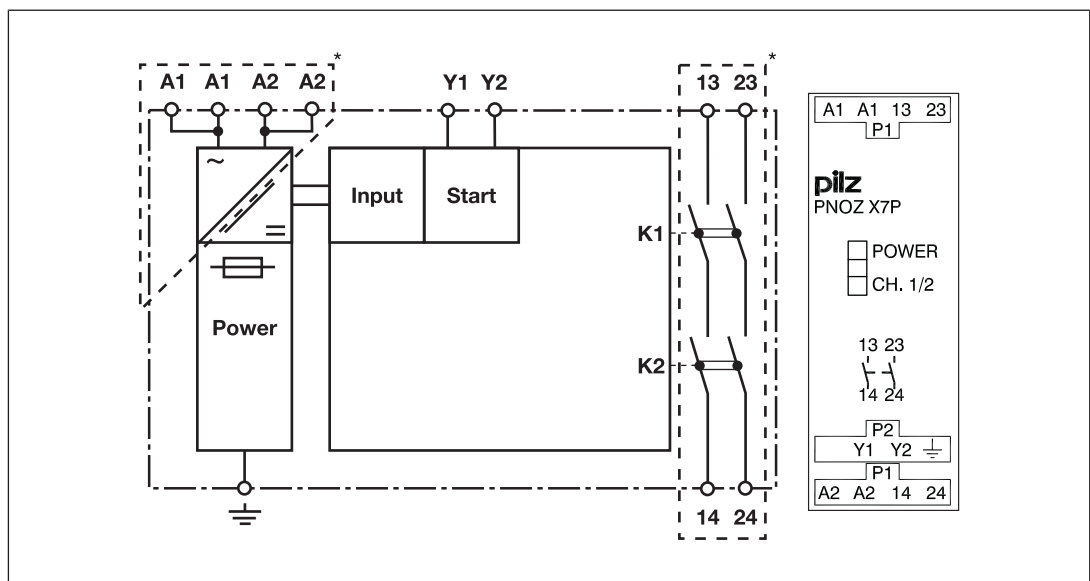 A1 A1 A2 A2 *
Y1 Y2
13 23 *
~
Input Start
K1
=
Power
K2
14 24
A1 A1 13 23
P1
pilz
PNOZ X7P
POWER
CH. 1/2
13 23
14 24
P2
Y1 Y2
P1
A2 A2 14 24